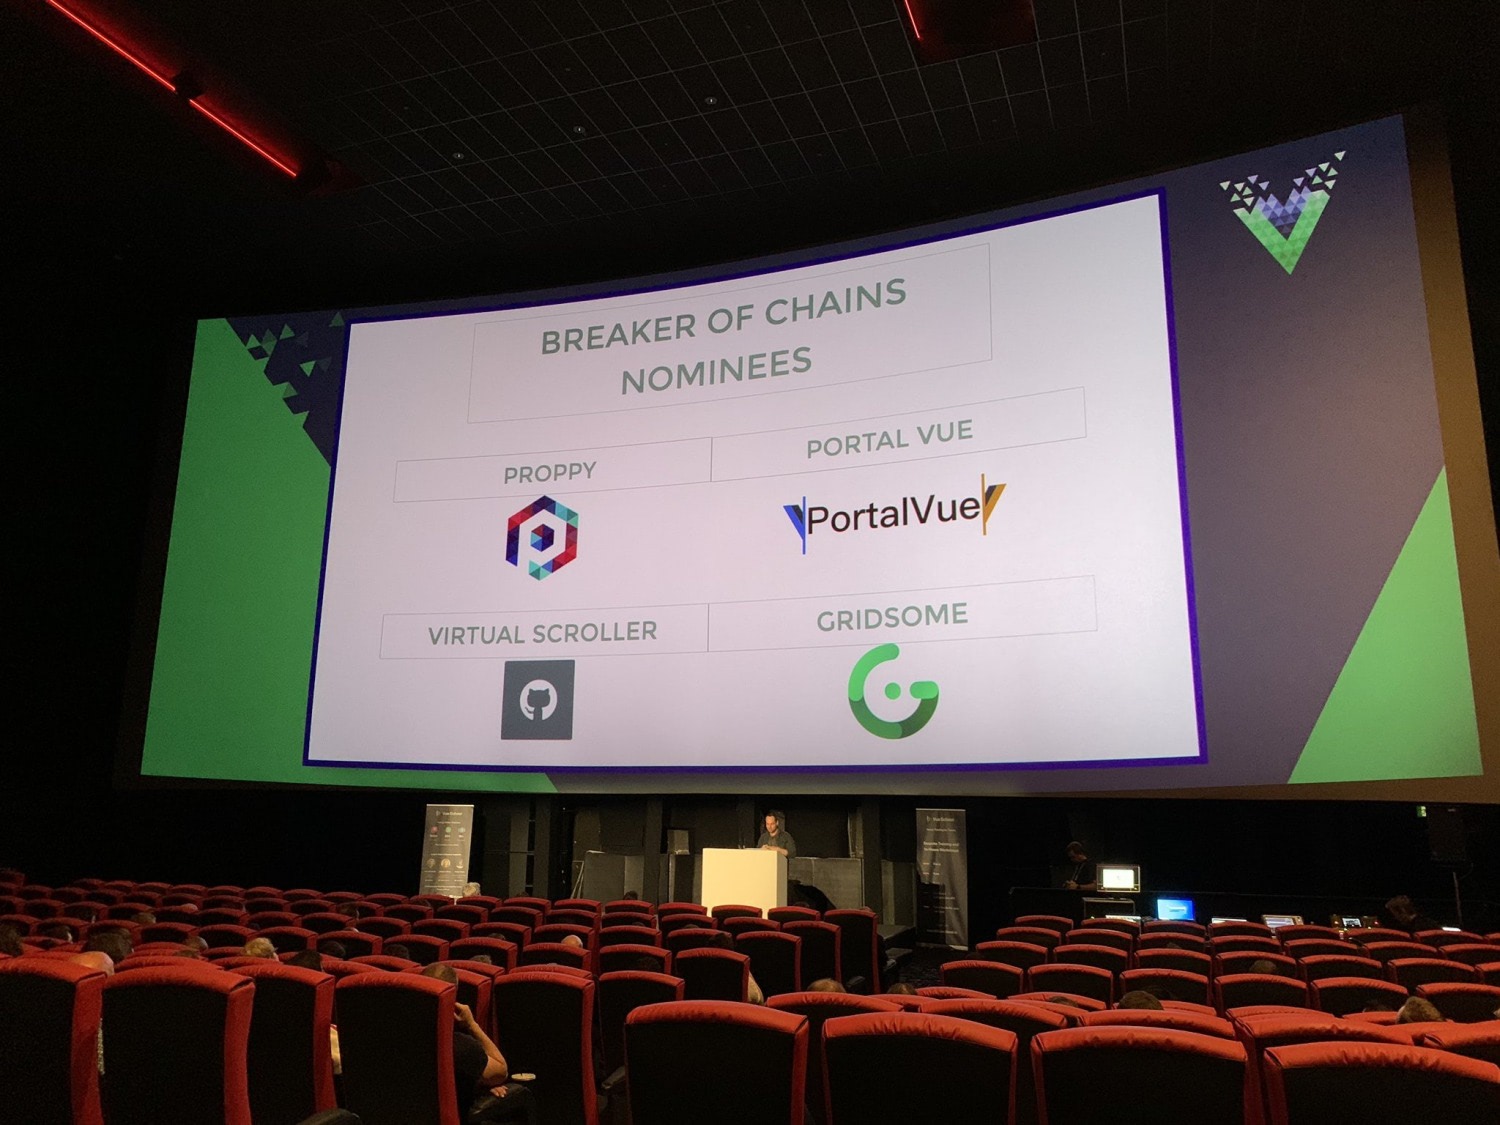 BREAKER OF CHAINS
NOMINEES
PROPPY
PORTAL VUE
PortalVue
VIRTUAL SCROLLER
GRIDSOME